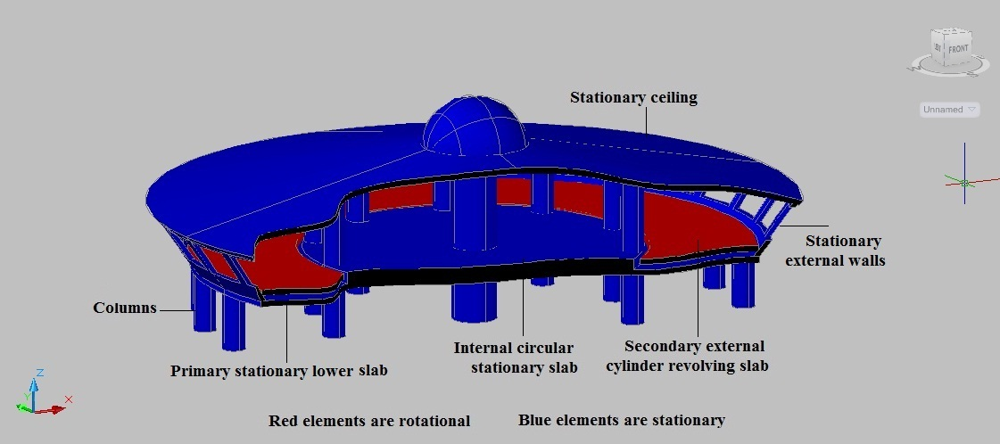 Stationary ceiling
FRONT
Unnamed
Stationary
external walls
Columns
Primary stationary lower slab
Internal circular
stationary slab
Secondary external
cylinder revolving slab
Z
Y
X
Red elements are rotational
Blue elements are stationary